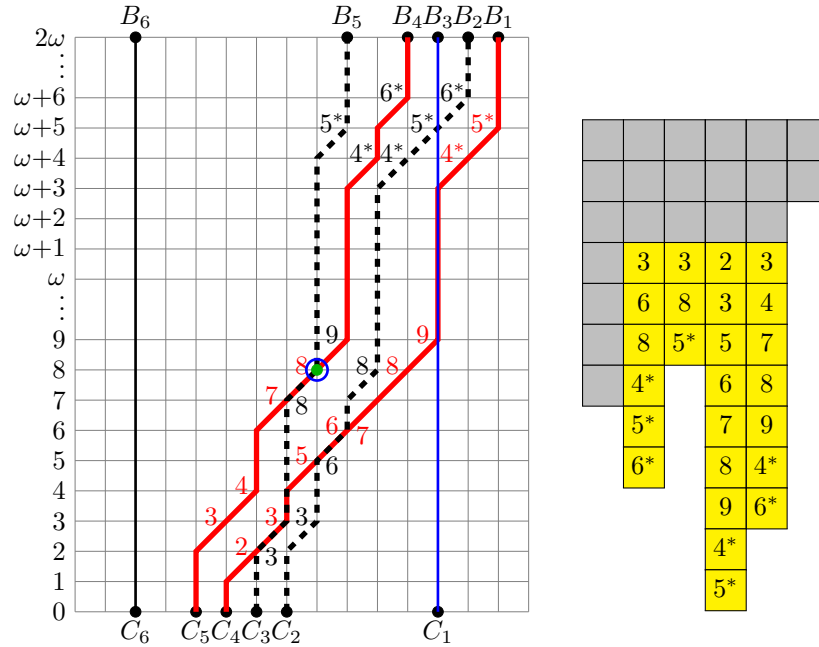 B₆ B₅ B₄ B₃ B₂ B₁
2ω
⋮
ω+6 6* 6*
ω+5 5* 5* 5*
ω+4 4* 4* 4*
ω+3
ω+2
ω+1
ω
⋮
9 9 9
8 8 8 8
7 7 8
6 6 7
5 5 6
4 4
3 3 3 3
2 2 3
1
0
C₆ C₅ C₄ C₃ C₂ C₁
3 3 2 3
6 8 3 4
8 5* 5 7
4* 6 8
5* 7 9
6* 8 4*
9 6*
4*
5*